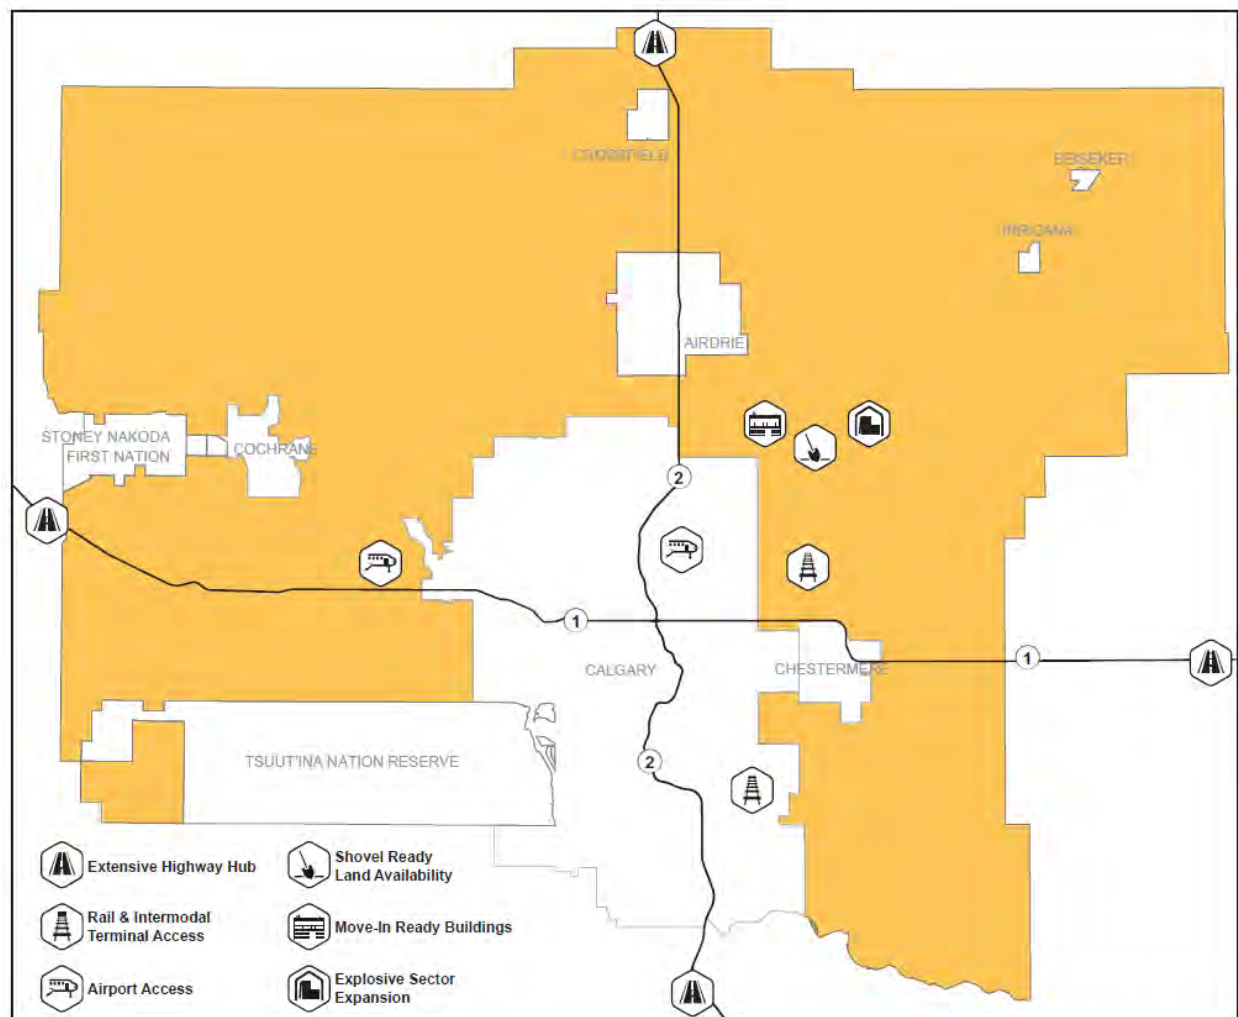 CROSSFIELD
BEISEKER
IRRICANA
AIRDRIE
STONEY NAKODA
FIRST NATION
COCHRANE
2
1
CALGARY
CHESTERMERE
1
2
TSUUT'INA NATION RESERVE
Extensive Highway Hub
Rail & Intermodal
Terminal Access
Airport Access
Shovel Ready
Land Availability
Move-In Ready Buildings
Explosive Sector
Expansion